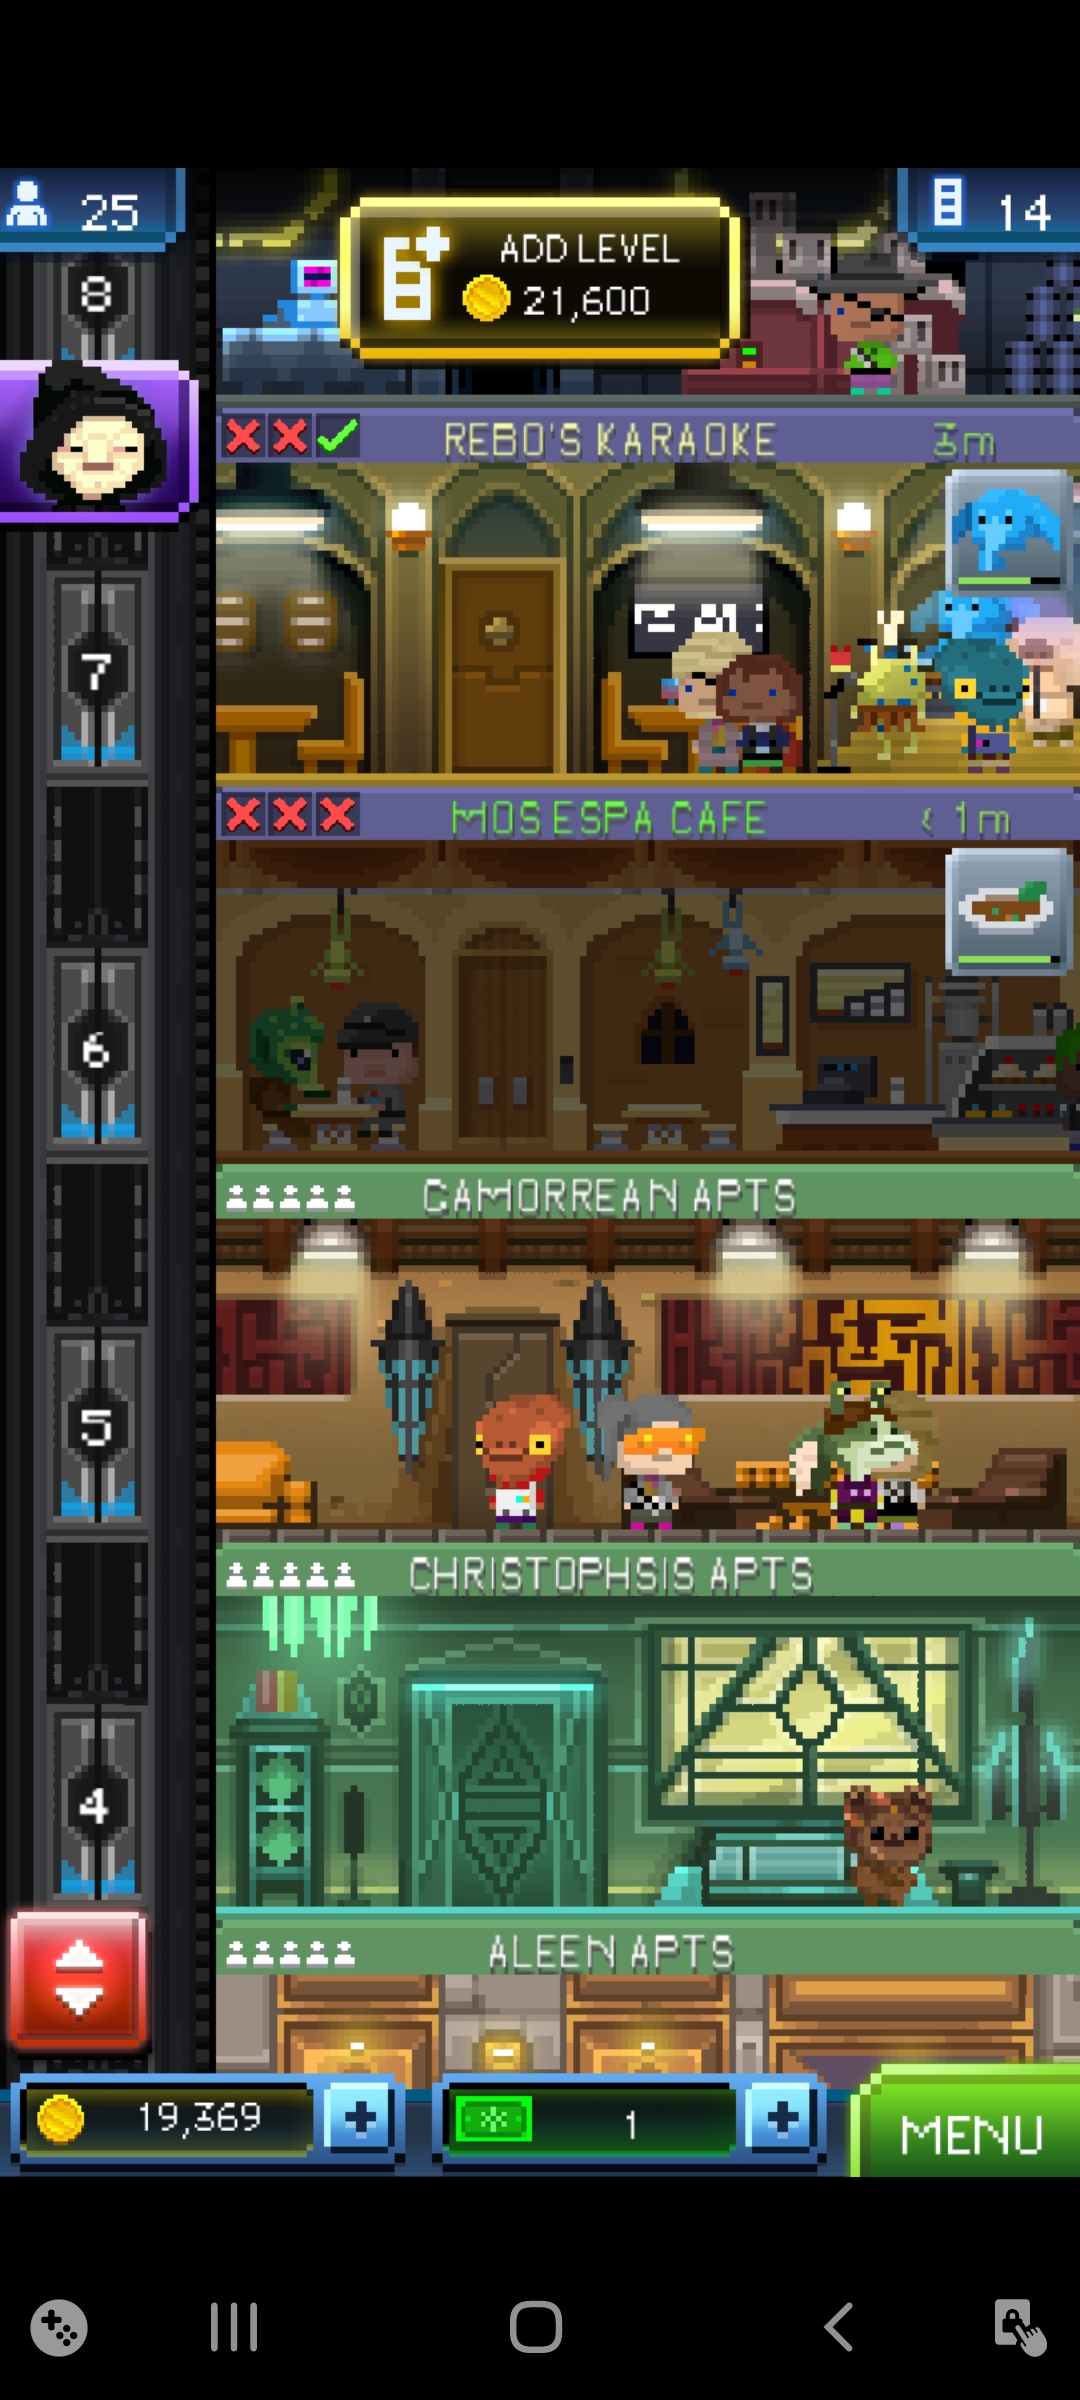 25
14
ADD LEVEL
21,600
8
REBO'S KARAOKE 3m
7
MOS ESPA CAFE < 1m
6
CAMORREAN APTS
5
CHRISTOPHSIS APTS
4
ALEEN APTS
19,369
1
MENU